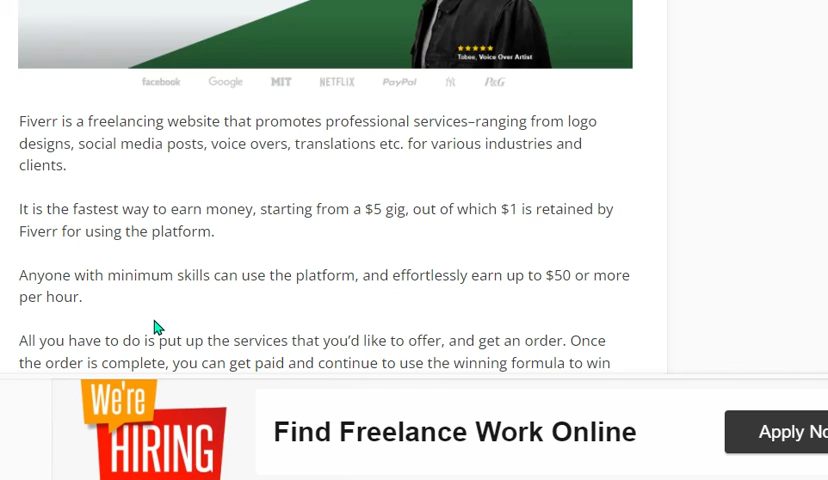 ★★★★★
Tobee, Voice Over Artist
facebook Google MIT NETFLIX PayPal P&G
Fiverr is a freelancing website that promotes professional services–ranging from logo
designs, social media posts, voice overs, translations etc. for various industries and
clients.
It is the fastest way to earn money, starting from a $5 gig, out of which $1 is retained by
Fiverr for using the platform.
Anyone with minimum skills can use the platform, and effortlessly earn up to $50 or more
per hour.
All you have to do is put up the services that you’d like to offer, and get an order. Once
the order is complete, you can get paid and continue to use the winning formula to win
We're
HIRING
Find Freelance Work Online
Apply No